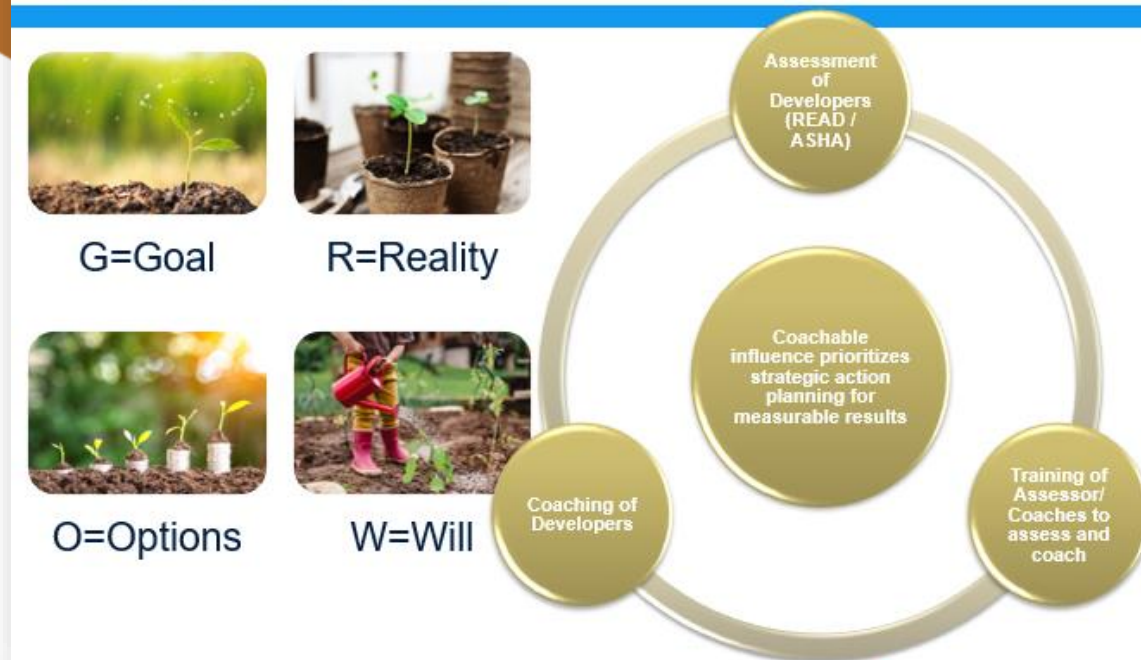 G=Goal
R=Reality
O=Options
W=Will
Assessment
of
Developers
(READ /
ASHA)
Coachable
influence prioritizes
strategic action
planning for
measurable results
Coaching of
Developers
Training of
Assessor/
Coaches to
assess and
coach